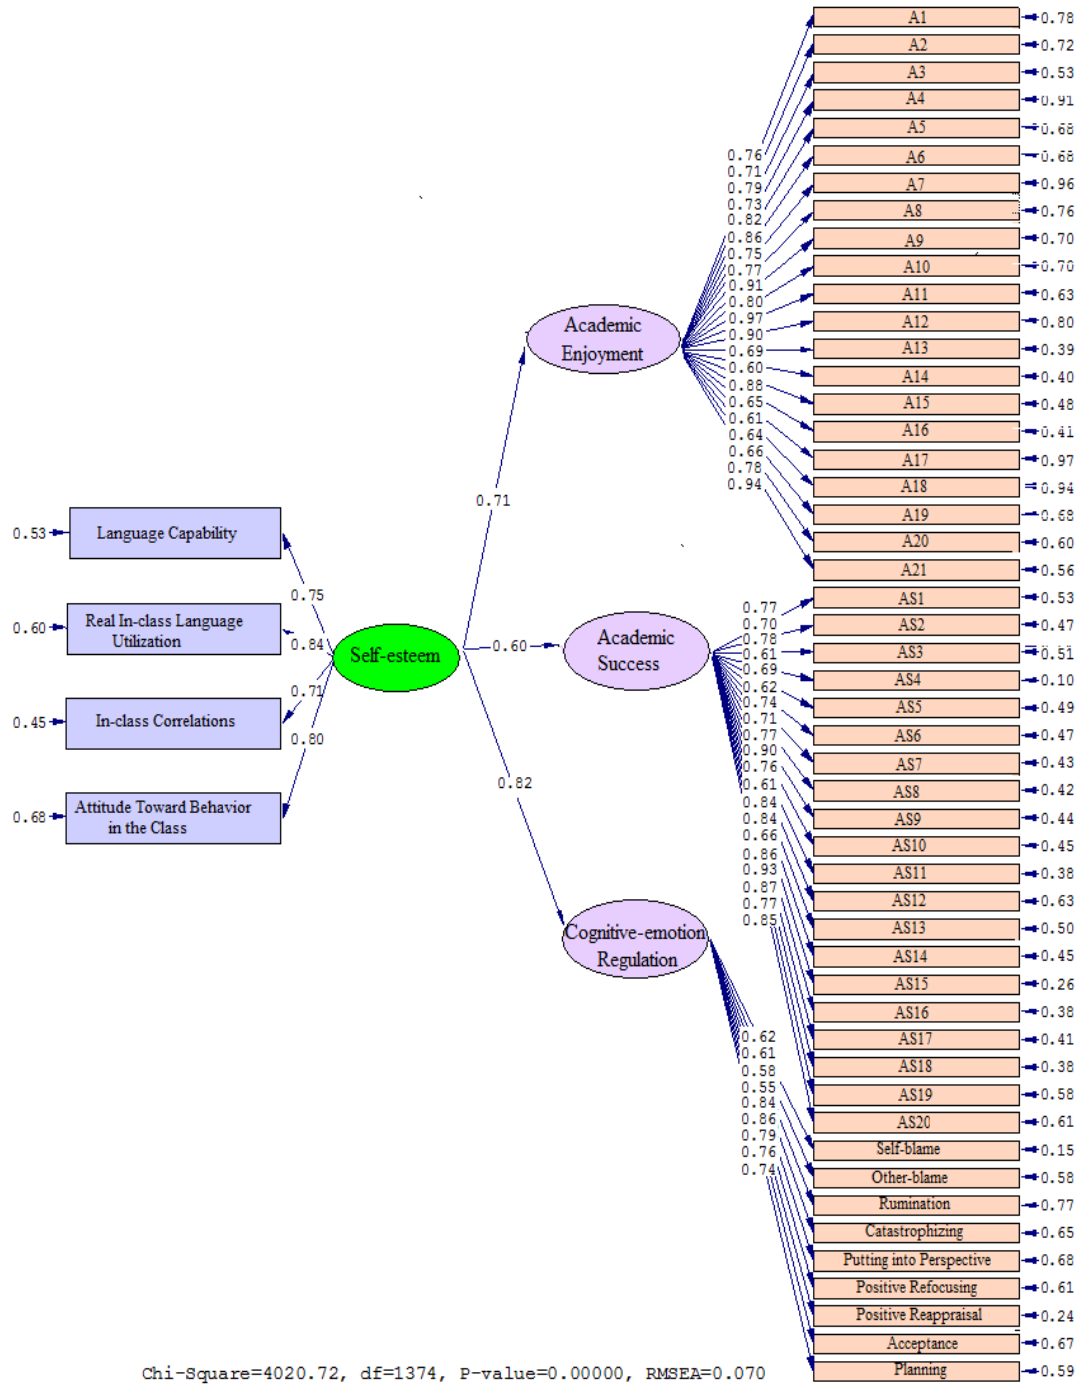 A1
0.78
A2
0.72
A3
0.53
A4
0.91
A5
0.68
A6
0.68
A7
0.96
A8
0.76
A9
0.70
A10
0.70
A11
0.63
A12
0.80
A13
0.39
A14
0.40
A15
0.48
A16
0.41
A17
0.97
A18
0.94
A19
0.68
A20
0.60
A21
0.56
0.76
0.71
0.79
0.73
0.82
0.86
0.75
0.77
0.91
0.80
0.97
0.90
0.69
0.60
0.88
0.65
0.61
0.64
0.66
0.78
0.94
Academic
Enjoyment
0.71
0.53
Language Capability
0.75
0.60
Real In-class Language
Utilization
0.84
0.45
In-class Correlations
0.71
0.68
Attitude Toward Behavior
in the Class
0.80
Self-esteem
0.60
Academic
Success
0.82
Cognitive-emotion
Regulation
0.77
0.70
0.78
0.61
0.69
0.62
0.74
0.71
0.77
0.90
0.76
0.61
0.84
0.84
0.66
0.86
0.93
0.87
0.77
0.85
AS1
0.53
AS2
0.47
AS3
0.51
AS4
0.10
AS5
0.49
AS6
0.47
AS7
0.43
AS8
0.42
AS9
0.44
AS10
0.45
AS11
0.38
AS12
0.63
AS13
0.50
AS14
0.45
AS15
0.26
AS16
0.38
AS17
0.41
AS18
0.38
AS19
0.58
AS20
0.61
0.62
0.61
0.58
0.55
0.84
0.86
0.79
0.76
0.74
Self-blame
0.15
Other-blame
0.58
Rumination
0.77
Catastrophizing
0.65
Putting into Perspective
0.68
Positive Refocusing
0.61
Positive Reappraisal
0.24
Acceptance
0.67
Planning
0.59
Chi-Square=4020.72, df=1374, P-value=0.00000, RMSEA=0.070